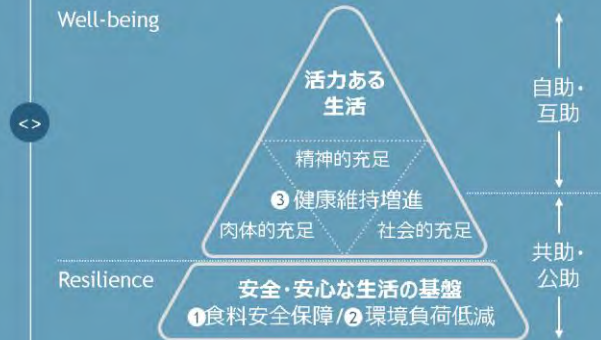 Well-being
活力ある
生活
自助・
互助
<>
精神的充足
❸健康維持増進
肉体的充足 社会的充足
共助・
公助
Resilience
安全・安心な生活の基盤
❶食料安全保障/❷環境負荷低減